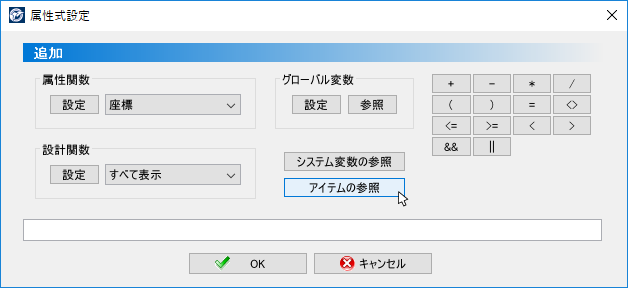 属性式設定
追加
属性関数
設定 座標
グローバル変数
設定 参照
+ - * /
( ) = <>
<= >= < >
&& ||
設計関数
設定 すべて表示
システム変数の参照
アイテムの参照
OK キャンセル